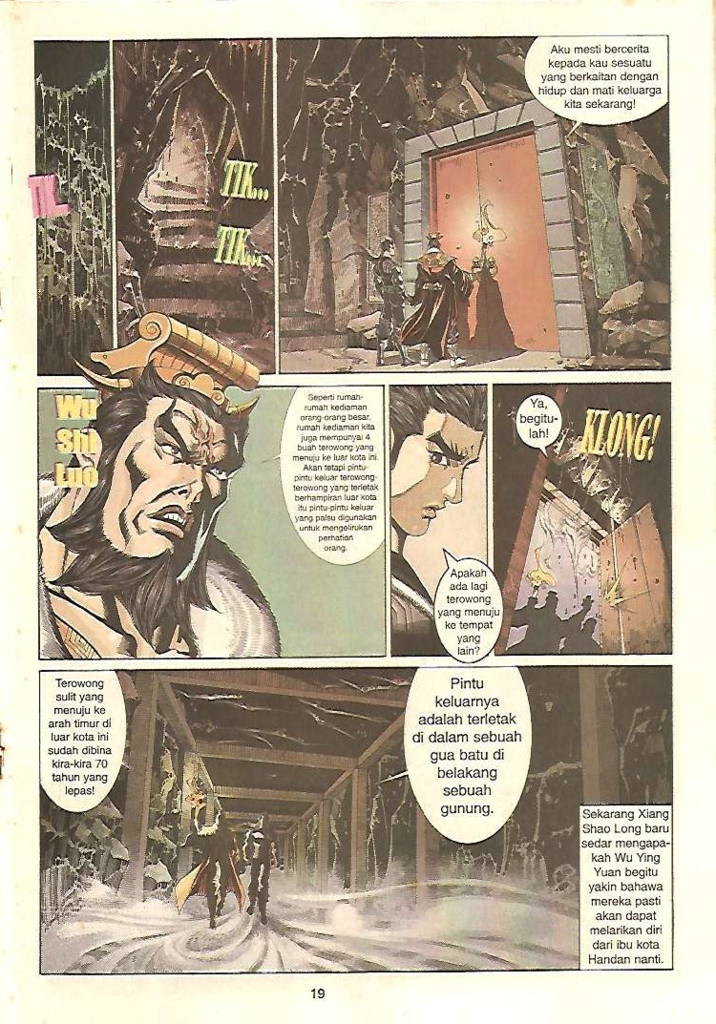 TL
TIK...
TIK...
Aku mesti bercerita
kepada kau sesuatu
yang berkaitan dengan
hidup dan mati keluarga
kita sekarang!
Wu
Shi
Luo
Seperti rumah-
rumah kediaman
orang-orang besar,
rumah kediaman kita
juga mempunyai 4
buah terowong yang
menuju ke luar kota ini.
Akan tetapi pintu-
pintu keluar terowong-
terowong yang terletak
berhampiran luar kota
itu pintu-pintu keluar
yang palsu digunakan
untuk mengelirukan
perhatian
orang.
Apakah
ada lagi
terowong
yang menuju
ke tempat
yang
lain?
Ya,
begitu-
lah!
KLONG!
Terowong
sulit yang
menuju ke
arah timur di
luar kota ini
sudah dibina
kira-kira 70
tahun yang
lepas!
Pintu
keluarnya
adalah terletak
di dalam sebuah
gua batu di
belakang
sebuah
gunung.
Sekarang Xiang
Shao Long baru
sedar mengapa-
kah Wu Ying
Yuan begitu
yakin bahawa
mereka pasti
akan dapat
melarikan diri
dari ibu kota
Handan nanti.
19